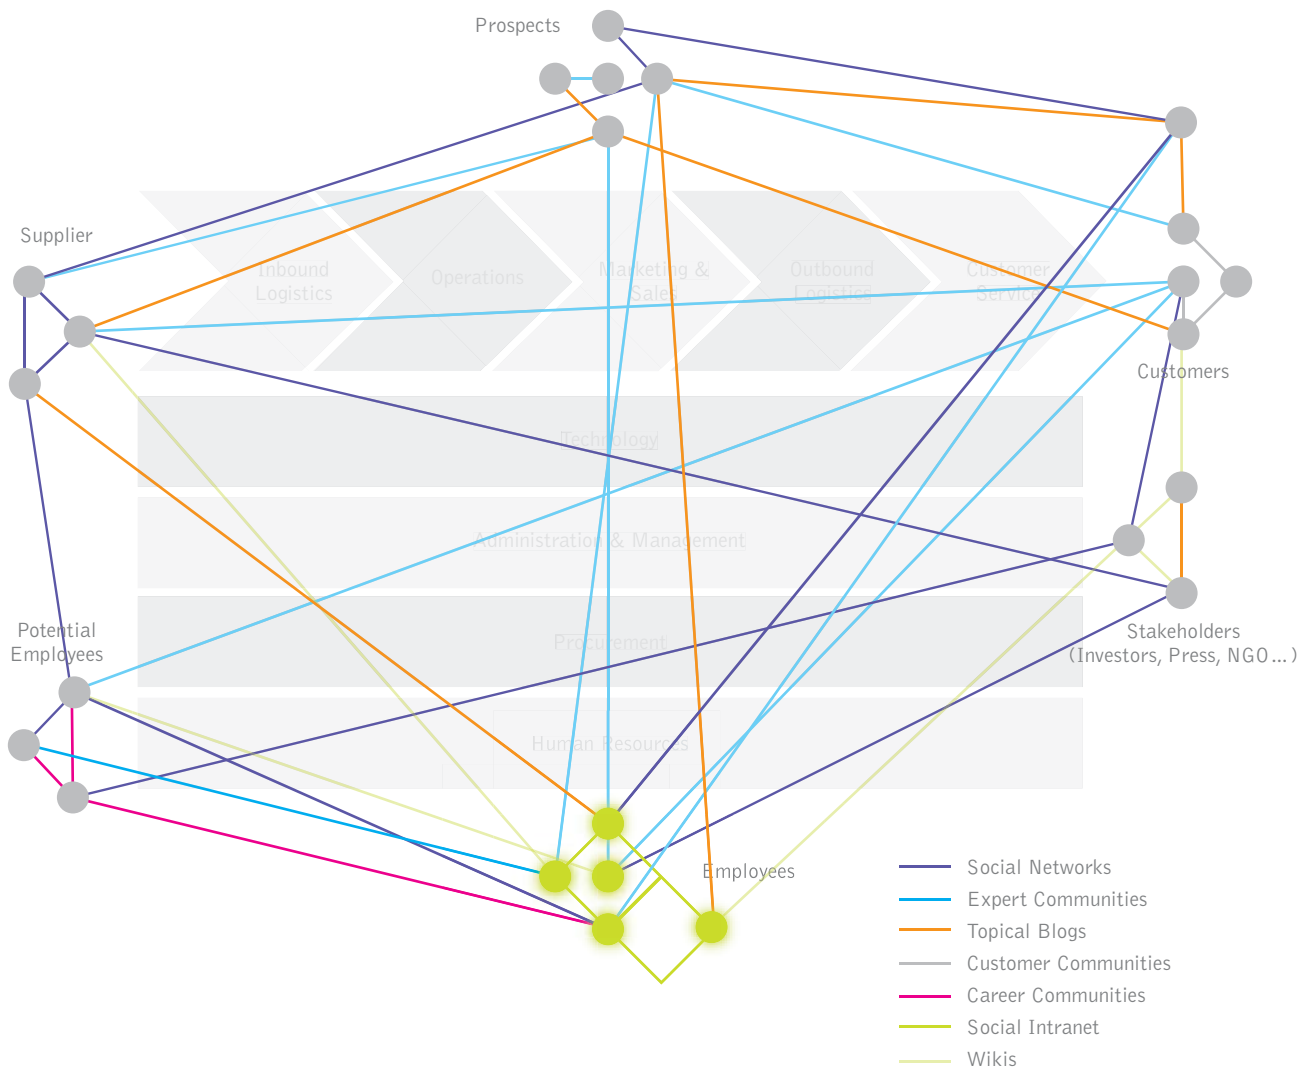 Prospects
Supplier
Inbound
Logistics
Operations
Marketing &
Sales
Outbound
Logistics
Customer
Service
Customers
Technology
Administration & Management
Procurement
Human Resources
Potential
Employees
Stakeholders
(Investors, Press, NGO...)
Employees
Social Networks
Expert Communities
Topical Blogs
Customer Communities
Career Communities
Social Intranet
Wikis